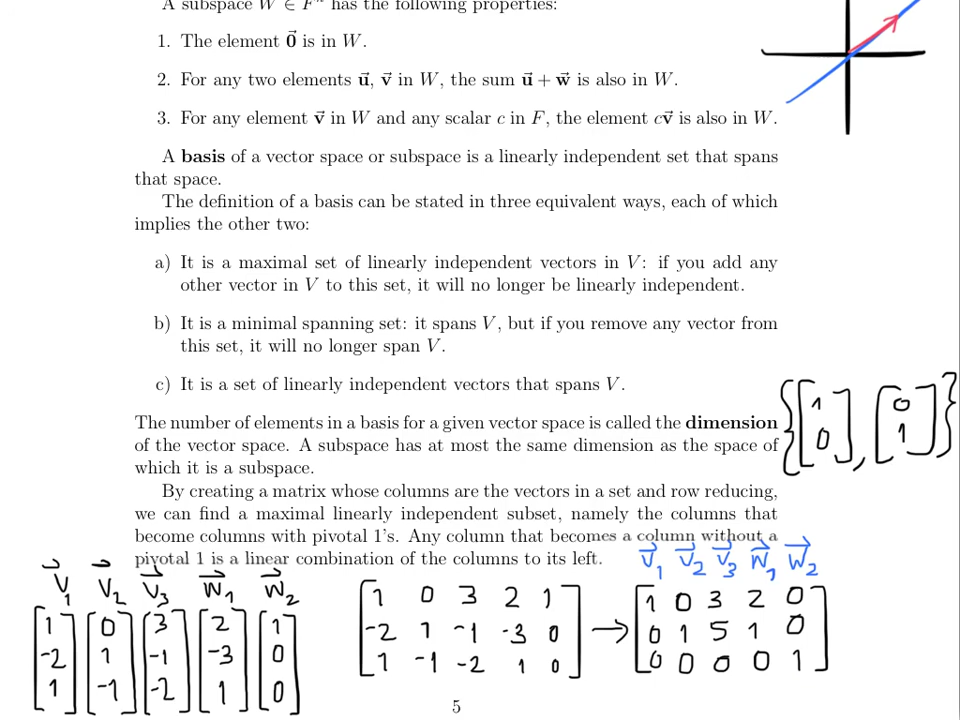 A subspace W ∈ Fⁿ has the following properties:
1. The element 0⃗ is in W.
2. For any two elements u⃗, v⃗ in W, the sum u⃗ + w⃗ is also in W.
3. For any element v⃗ in W and any scalar c in F, the element cv⃗ is also in W.
A basis of a vector space or subspace is a linearly independent set that spans
that space.
The definition of a basis can be stated in three equivalent ways, each of which
implies the other two:
a) It is a maximal set of linearly independent vectors in V: if you add any
other vector in V to this set, it will no longer be linearly independent.
b) It is a minimal spanning set: it spans V, but if you remove any vector from
this set, it will no longer span V.
c) It is a set of linearly independent vectors that spans V.
{[1 0], [0 1]}
The number of elements in a basis for a given vector space is called the dimension
of the vector space. A subspace has at most the same dimension as the space of
which it is a subspace.
By creating a matrix whose columns are the vectors in a set and row reducing,
we can find a maximal linearly independent subset, namely the columns that
become columns with pivotal 1's. Any column that becomes a column without a
pivotal 1 is a linear combination of the columns to its left.
v⃗₁ v⃗₂ v⃗₃ w⃗₁ w⃗₂
[1 -2 1] [0 1 -1] [3 -1 -2] [2 -3 1] [1 0 0]
1 0 3 2 1
-2 1 -1 -3 0
1 -1 -2 1 0
→
v⃗₁ v⃗₂ v⃗₃ w⃗₁ w⃗₂
1 0 3 2 0
0 1 5 1 0
0 0 0 0 1
5